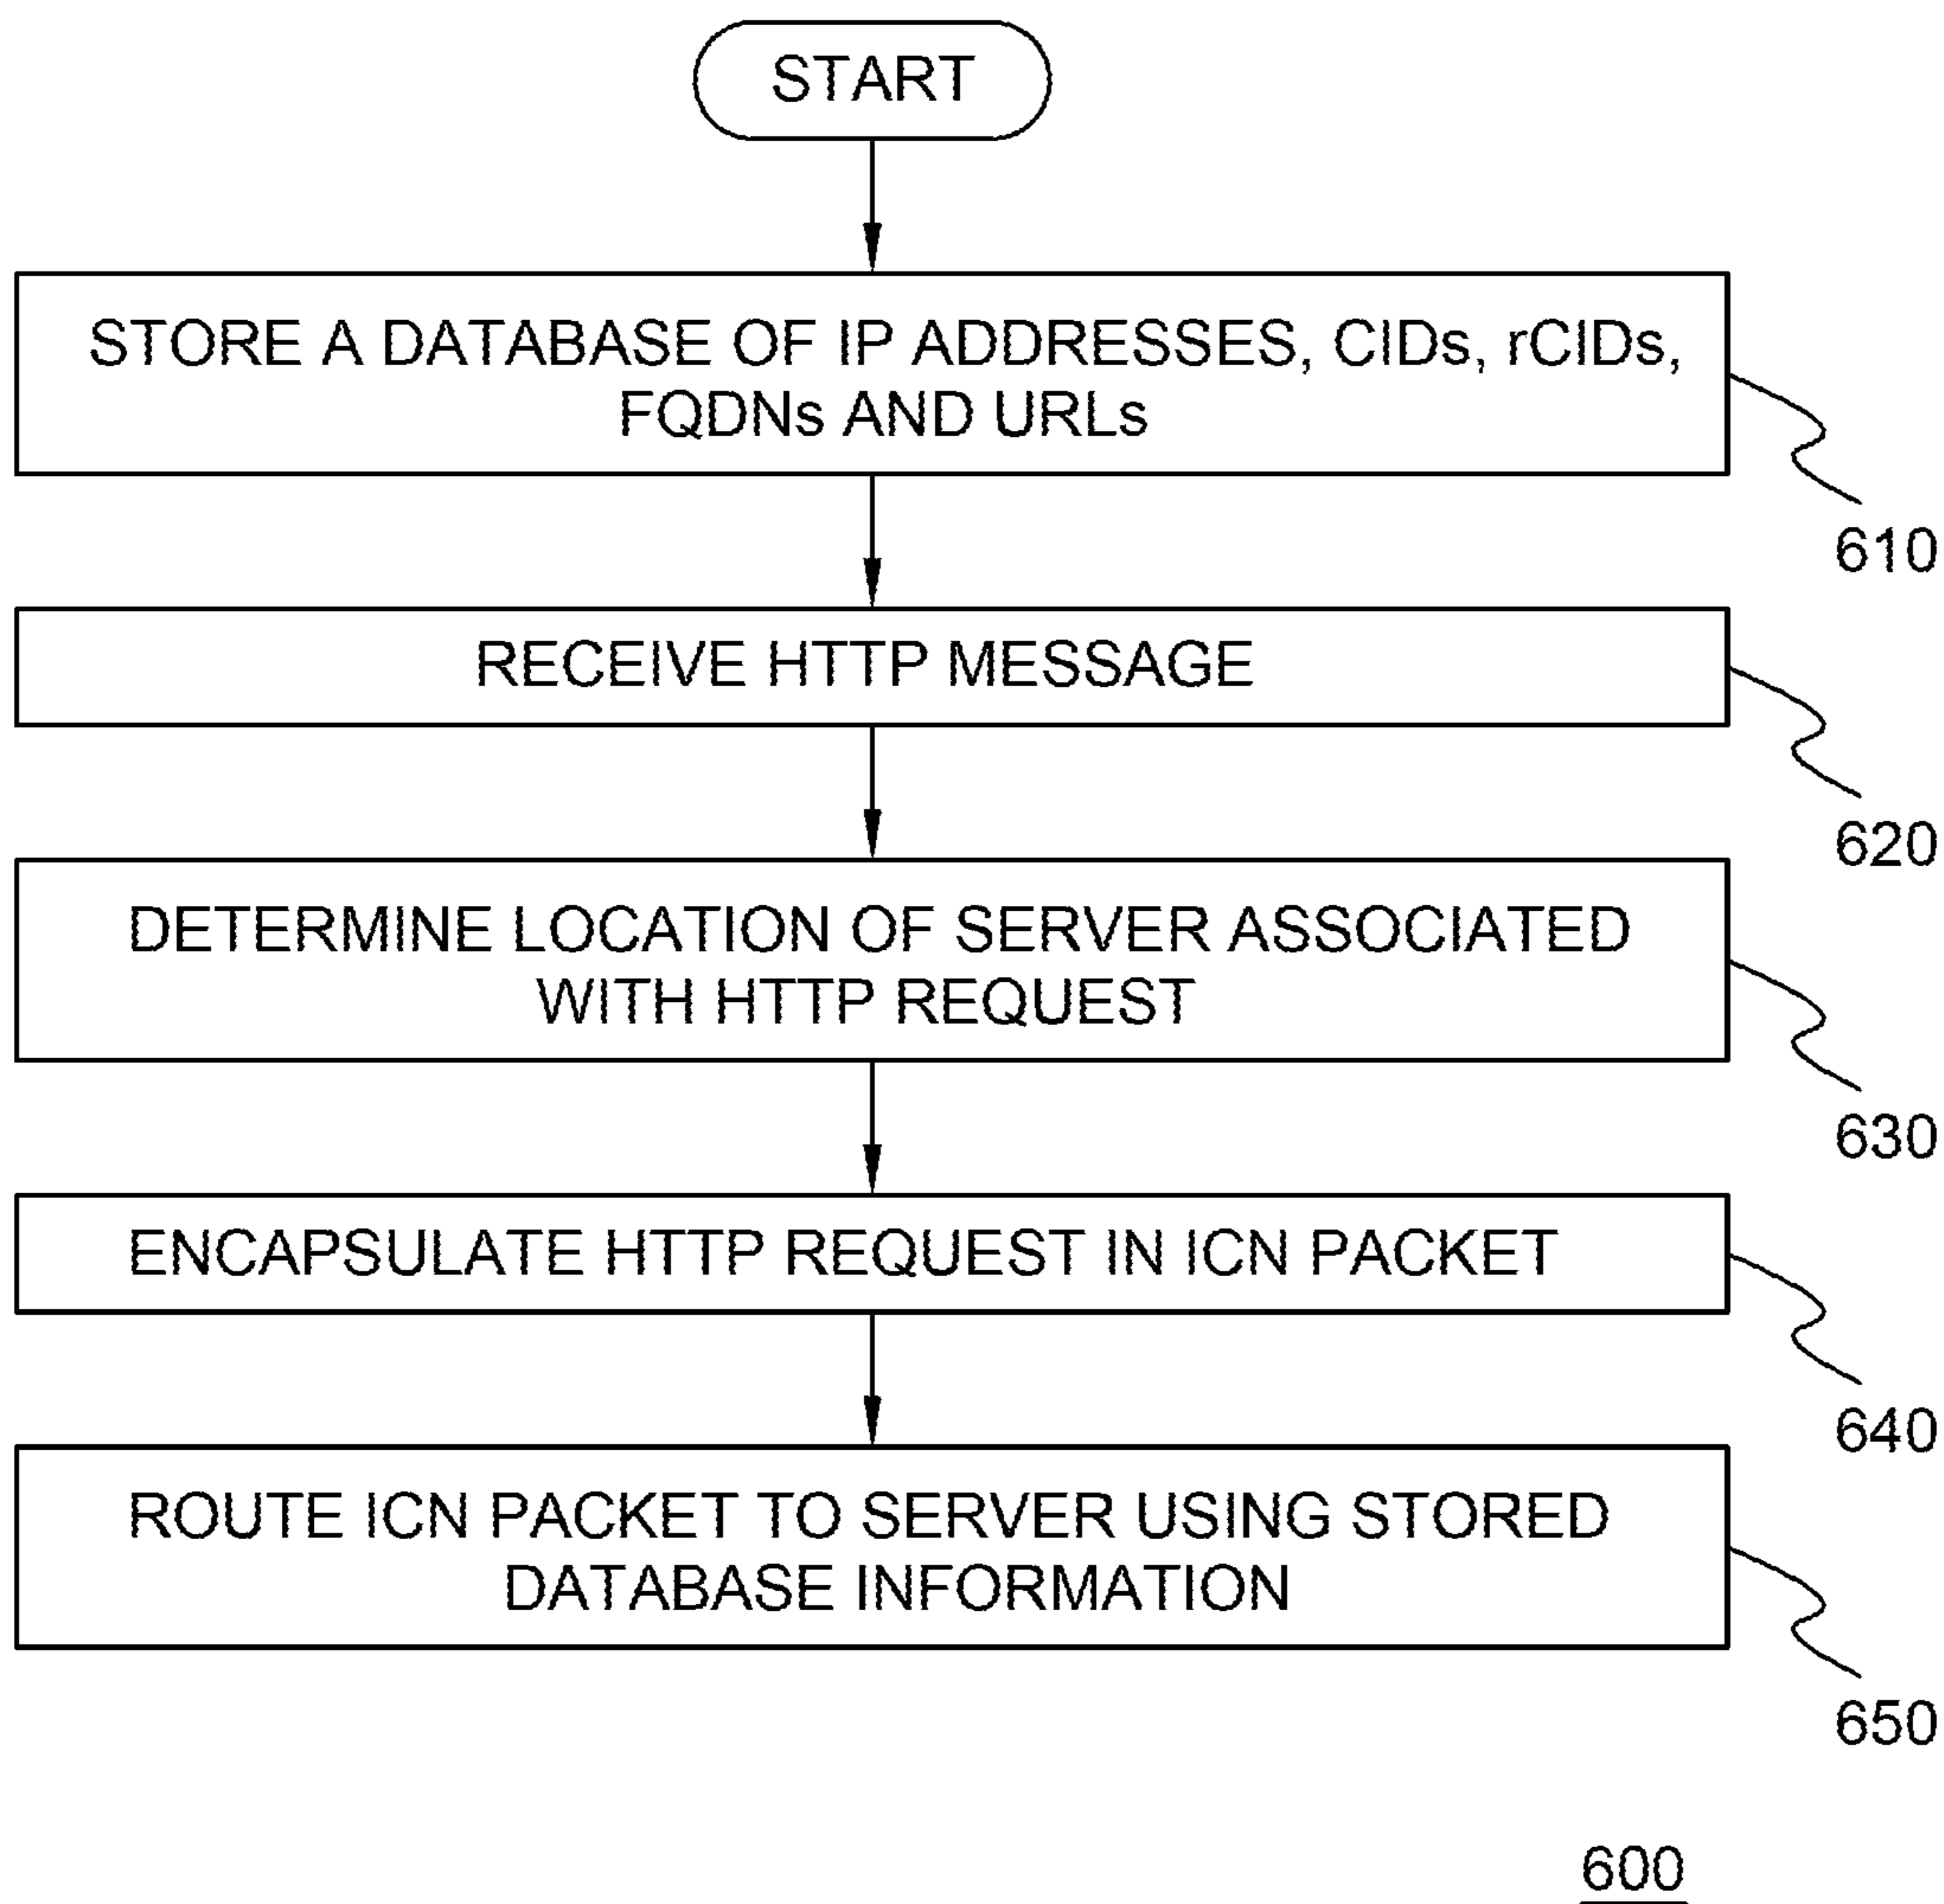 START
STORE A DATABASE OF IP ADDRESSES, CIDs, rCIDs,
FQDNs AND URLs
610
RECEIVE HTTP MESSAGE
620
DETERMINE LOCATION OF SERVER ASSOCIATED
WITH HTTP REQUEST
630
ENCAPSULATE HTTP REQUEST IN ICN PACKET
640
ROUTE ICN PACKET TO SERVER USING STORED
DATABASE INFORMATION
650
600